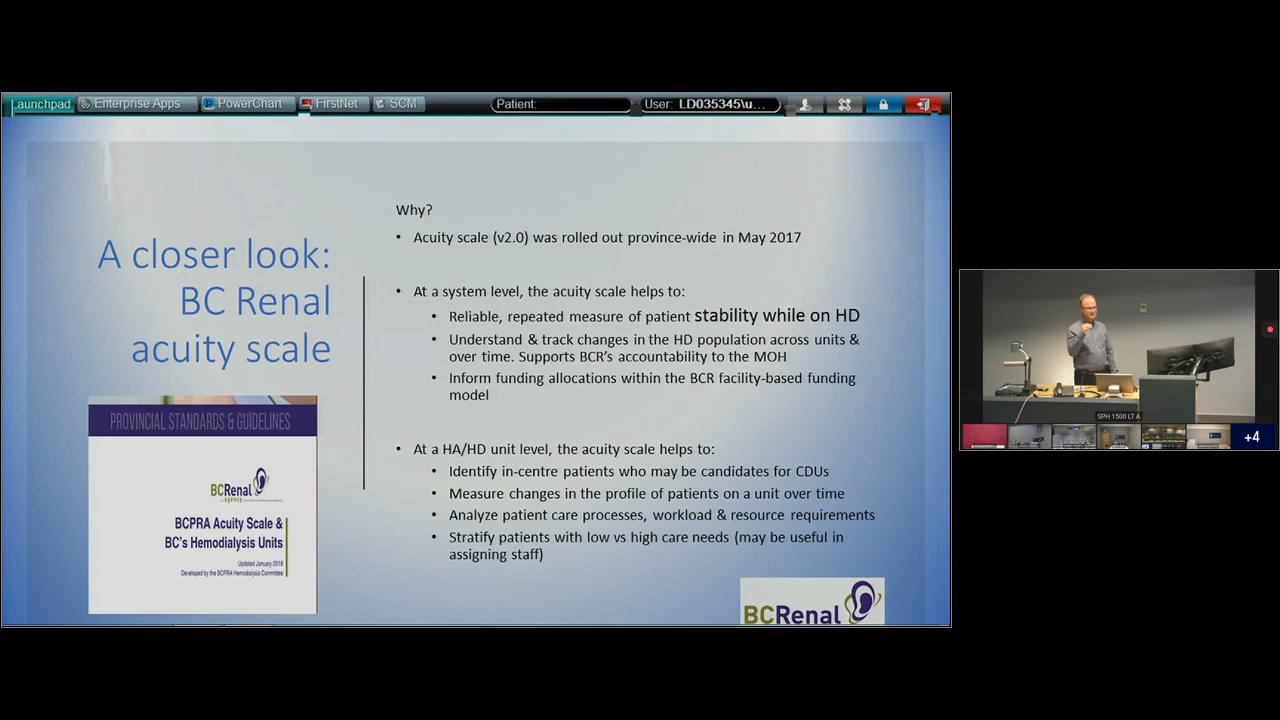 Launchpad
Enterprise Apps
PowerChart
FirstNet
SCM
Patient:
User: LD035345\u...
Why?
• Acuity scale (v2.0) was rolled out province-wide in May 2017
A closer look:
BC Renal
acuity scale
• At a system level, the acuity scale helps to:
• Reliable, repeated measure of patient stability while on HD
• Understand & track changes in the HD population across units &
over time. Supports BCR's accountability to the MOH
• Inform funding allocations within the BCR facility-based funding
model
• At a HA/HD unit level, the acuity scale helps to:
• Identify in-centre patients who may be candidates for CDUs
• Measure changes in the profile of patients on a unit over time
• Analyze patient care processes, workload & resource requirements
• Stratify patients with low vs high care needs (may be useful in
assigning staff)
PROVINCIAL STANDARDS & GUIDELINES
BCRenal
BCPRA Acuity Scale &
BC's Hemodialysis Units
Updated January 2018
Developed by the BCPRA Hemodialysis Committee
BCRenal
SPH 1500 LT A
+4